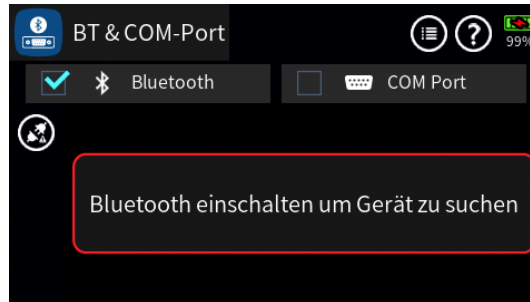 BT & COM-Port
99%
Bluetooth
COM Port
Bluetooth einschalten um Gerät zu suchen